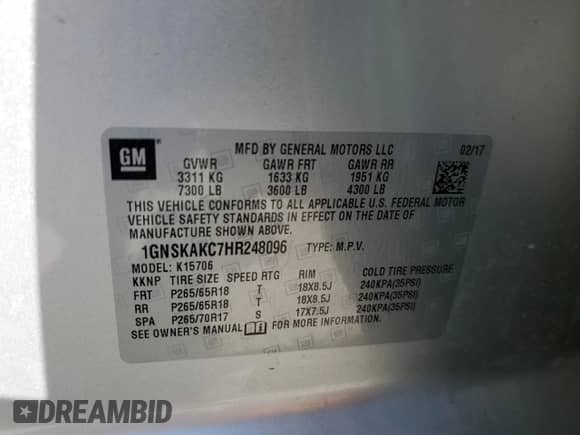 GM
MFD BY GENERAL MOTORS LLC 02/17
GVWR GAWR FRT GAWR RR
3311 KG 1633 KG 1951 KG
7300 LB 3600 LB 4300 LB
THIS VEHICLE CONFORMS TO ALL APPLICABLE U.S. FEDERAL MOTOR
VEHICLE SAFETY STANDARDS IN EFFECT ON THE DATE OF
MANUFACTURE SHOWN ABOVE.
1GNSKAKC7HR248096 TYPE: M.P.V.
MODEL: K15706
KKNP TIRE SIZE SPEED RTG RIM COLD TIRE PRESSURE
FRT P265/65R18 T 18X8.5J 240KPA(35PSI)
RR P265/65R18 T 18X8.5J 240KPA(35PSI)
SPA P265/70R17 S 17X7.5J 240KPA(35PSI)
SEE OWNER'S MANUAL FOR MORE INFORMATION.
DREAMBID